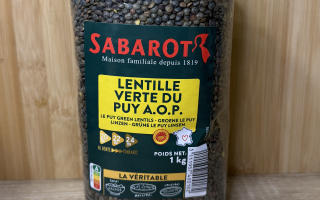 SABAROT
Maison familiale depuis 1819
LENTILLE
VERTE DU
PUY A.O.P.
LE PUY GREEN LENTILS - GROENE LE PUY
LINZEN - GRÜNE LE PUY LINSEN
POIDS NET:
1 kg
LA VÉRITABLE